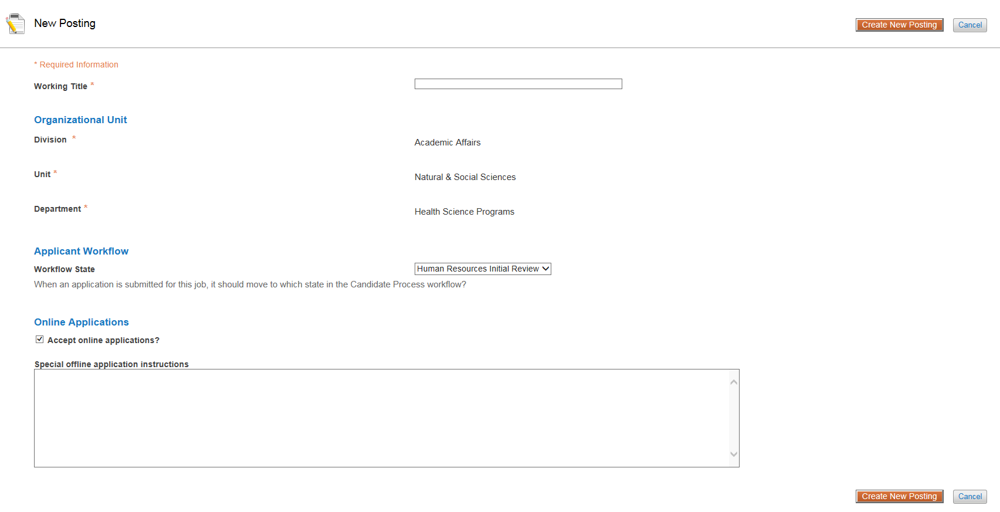 New Posting
Create New Posting Cancel
* Required Information
Working Title *
Organizational Unit
Division *
Academic Affairs
Unit *
Natural & Social Sciences
Department *
Health Science Programs
Applicant Workflow
Workflow State
Human Resources Initial Review
When an application is submitted for this job, it should move to which state in the Candidate Process workflow?
Online Applications
Accept online applications?
Special offline application instructions
Create New Posting Cancel